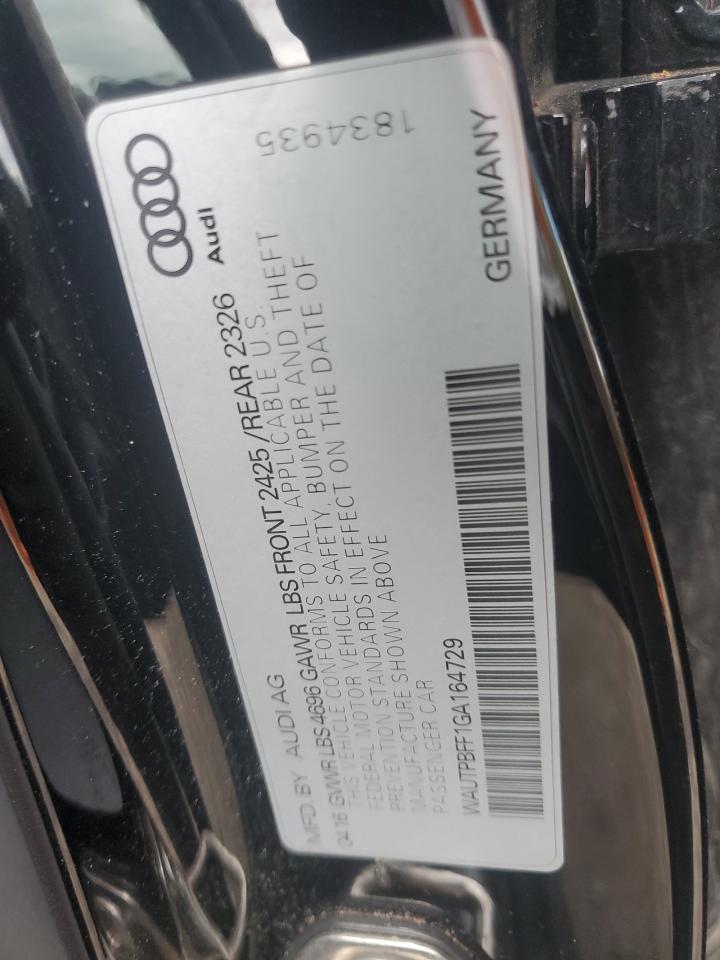 MFD. BY AUDI AG
Audi
04 16 GVWR LBS 4696 GAWR LBS FRONT 2425 /REAR 2326
THIS VEHICLE CONFORMS TO ALL APPLICABLE U.S.
FEDERAL MOTOR VEHICLE SAFETY, BUMPER AND THEFT
PREVENTION STANDARDS IN EFFECT ON THE DATE OF
MANUFACTURE SHOWN ABOVE
PASSENGER CAR
WAUTPBFF1GA164729
GERMANY
1834935